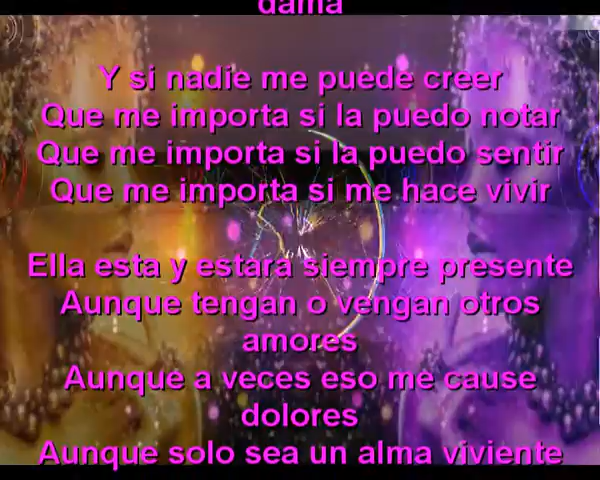 dama
Y si nadie me puede creer
Que me importa si la puedo notar
Que me importa si la puedo sentir
Que me importa si me hace vivir
Ella esta y estara siempre presente
Aunque tengan o vengan otros
amores
Aunque a veces eso me cause
dolores
Aunque solo sea un alma viviente